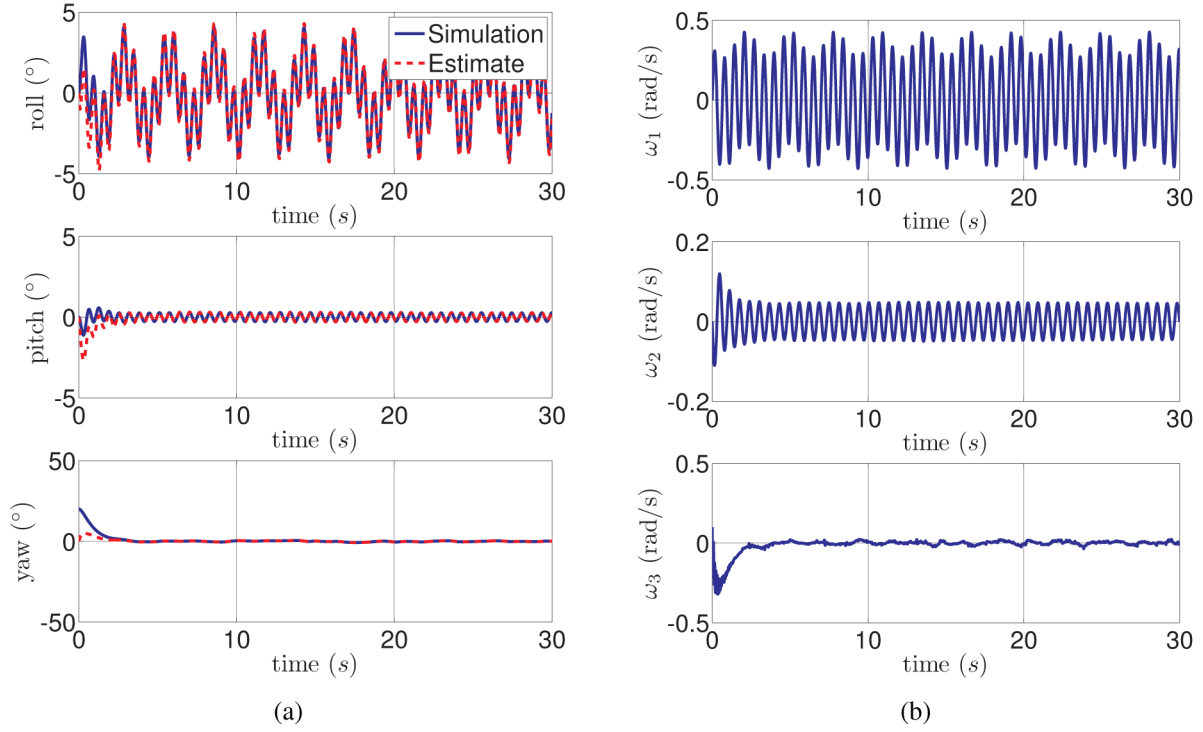 5
0
-5
roll (°)
Simulation
Estimate
0 10 20 30
time (s)
5
0
-5
pitch (°)
0 10 20 30
time (s)
50
0
-50
yaw (°)
0 10 20 30
time (s)
(a)
0.5
0
-0.5
ω1 (rad/s)
0 10 20 30
time (s)
0.2
0
-0.2
ω2 (rad/s)
0 10 20 30
time (s)
0.5
0
-0.5
ω3 (rad/s)
0 10 20 30
time (s)
(b)